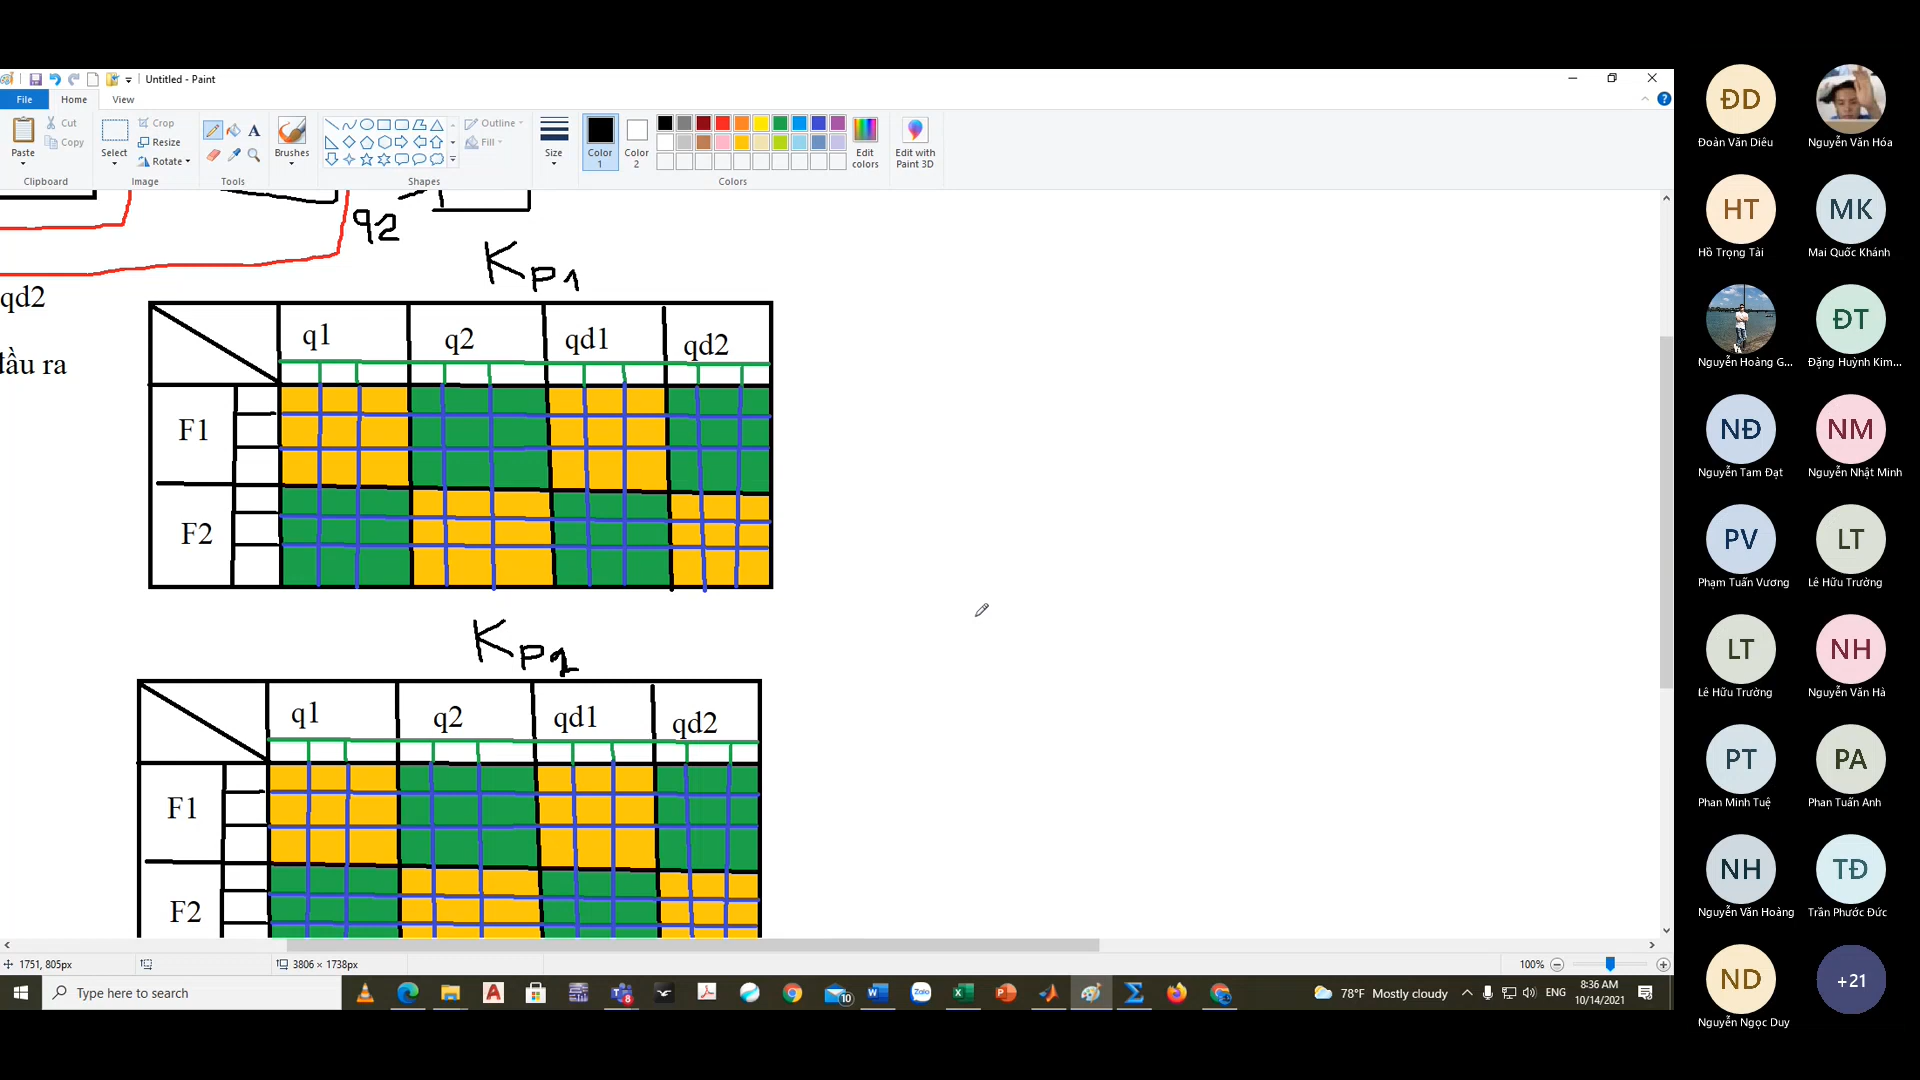 Untitled - Paint
File Home View
Paste Cut Copy
Clipboard
Select Crop Resize Rotate
Image
Tools
Brushes
Outline Fill
Shapes
Size
Color 1 Color 2
Edit colors
Colors
Edit with Paint 3D
q2
Kp1
qd2
đầu ra
q1 q2 qd1 qd2
F1
F2
Kp2
q1 q2 qd1 qd2
F1
F2
1751, 805px 3806 × 1738px 100%
Type here to search
8 10 Zalo 78°F Mostly cloudy ENG 8:36 AM 10/14/2021
ĐD
Đoàn Văn Diêu Nguyễn Văn Hóa
HT MK
Hồ Trọng Tài Mai Quốc Khánh
ĐT
Nguyễn Hoàng G... Đặng Huỳnh Kim...
NĐ NM
Nguyễn Tam Đạt Nguyễn Nhật Minh
PV LT
Phạm Tuấn Vương Lê Hữu Trường
LT NH
Lê Hữu Trường Nguyễn Văn Hà
PT PA
Phan Minh Tuệ Phan Tuấn Anh
NH TĐ
Nguyễn Văn Hoàng Trần Phước Đức
ND +21
Nguyễn Ngọc Duy